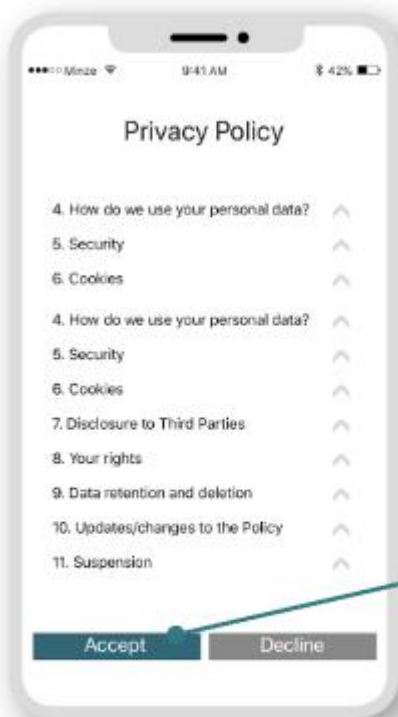 Minze 9:41 AM 42%
Privacy Policy
4. How do we use your personal data?
5. Security
6. Cookies
4. How do we use your personal data?
5. Security
6. Cookies
7. Disclosure to Third Parties
8. Your rights
9. Data retention and deletion
10. Updates/changes to the Policy
11. Suspension
Accept Decline